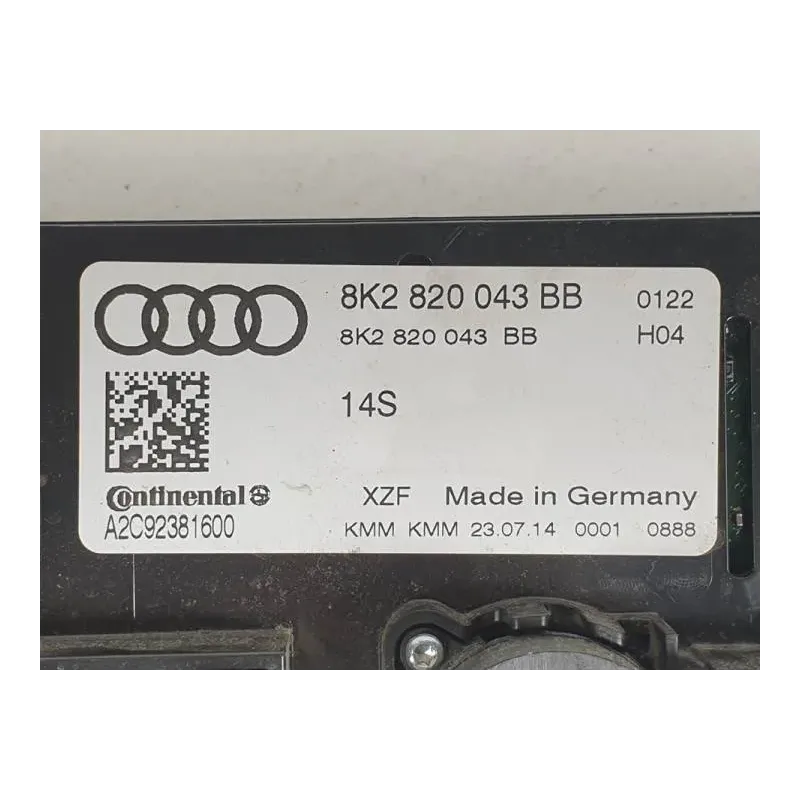 8K2 820 043 BB 0122
8K2 820 043 BB H04
14S
Continental
XZF Made in Germany
A2C92381600
KMM KMM 23.07.14 0001 0888